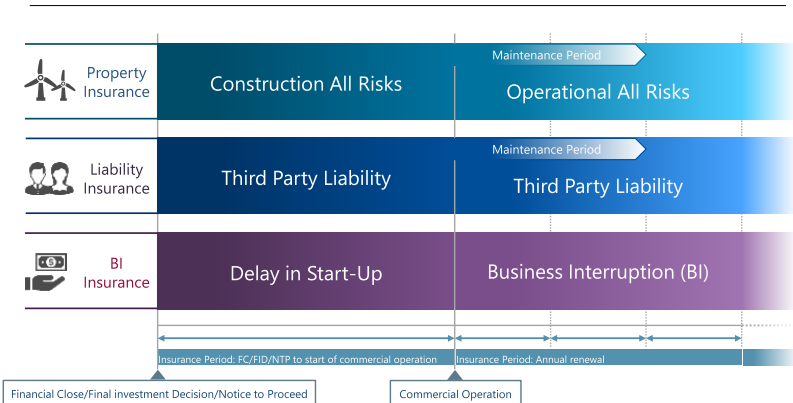 Property
Insurance
Construction All Risks
Maintenance Period
Operational All Risks
Liability
Insurance
Third Party Liability
Maintenance Period
Third Party Liability
BI
Insurance
Delay in Start-Up
Business Interruption (BI)
Insurance Period: FC/FID/NTP to start of commercial operation
Insurance Period: Annual renewal
Financial Close/Final investment Decision/Notice to Proceed
Commercial Operation